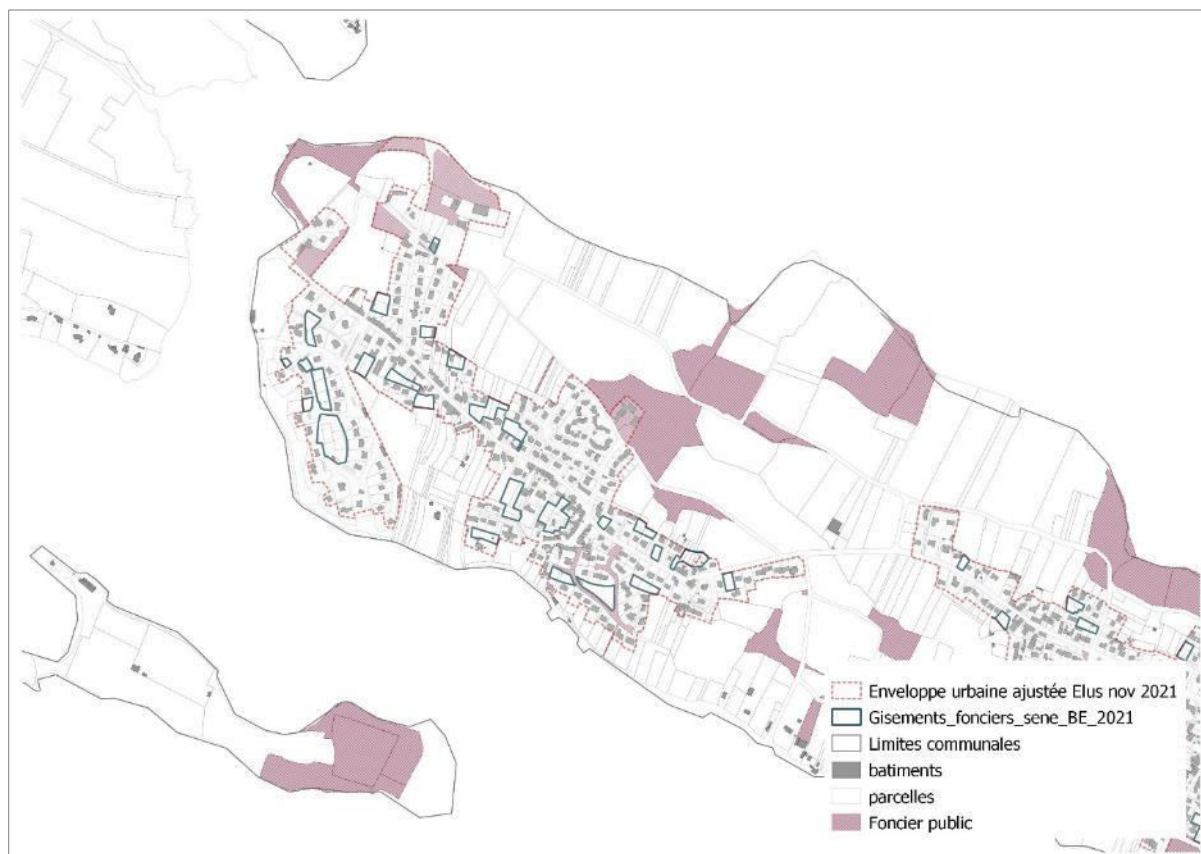 Enveloppe urbaine ajustée Elus nov 2021
Gisements_fonciers_sene_BE_2021
Limites communales
batiments
parcelles
Foncier public